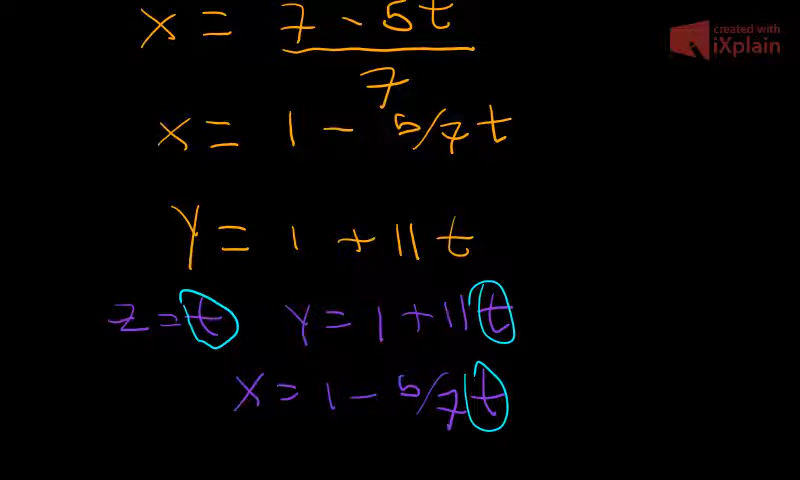 x = 7 - 5t / 7
created with iXplain
x = 1 - 5/7 t
y = 1 + 11t
z = t y = 1 + 11t
x = 1 - 5/7 t